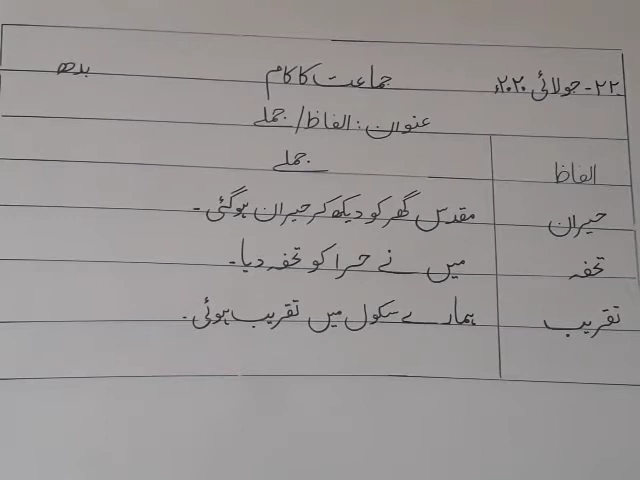 ۲۲-جولائی ۲۰۲۰ء جماعت کا کام بدھ
عنوان: الفاظ/جملے
الفاظ جملے
حیران مقدس گھر کو دیکھ کر حیران ہوگئی۔
تحفہ میں نے حرا کو تحفہ دیا۔
تقریب ہمارے سکول میں تقریب ہوئی۔